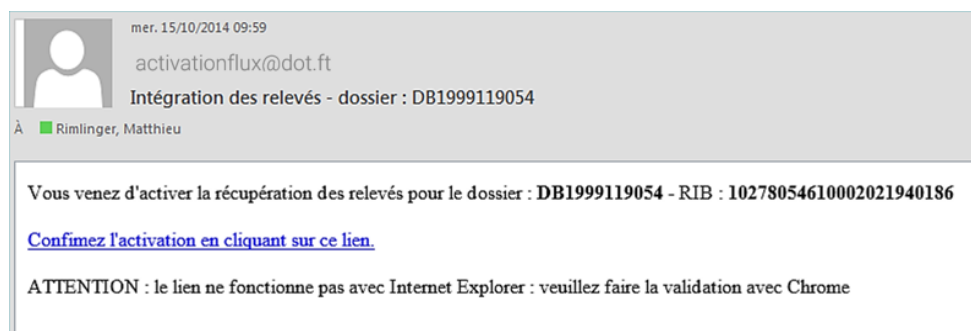 mer. 15/10/2014 09:59
activationflux@dot.ft
Intégration des relevés - dossier : DB1999119054
À Rimlinger, Matthieu
Vous venez d'activer la récupération des relevés pour le dossier : DB1999119054 - RIB : 10278054610002021940186
Confimez l'activation en cliquant sur ce lien.
ATTENTION : le lien ne fonctionne pas avec Internet Explorer : veuillez faire la validation avec Chrome